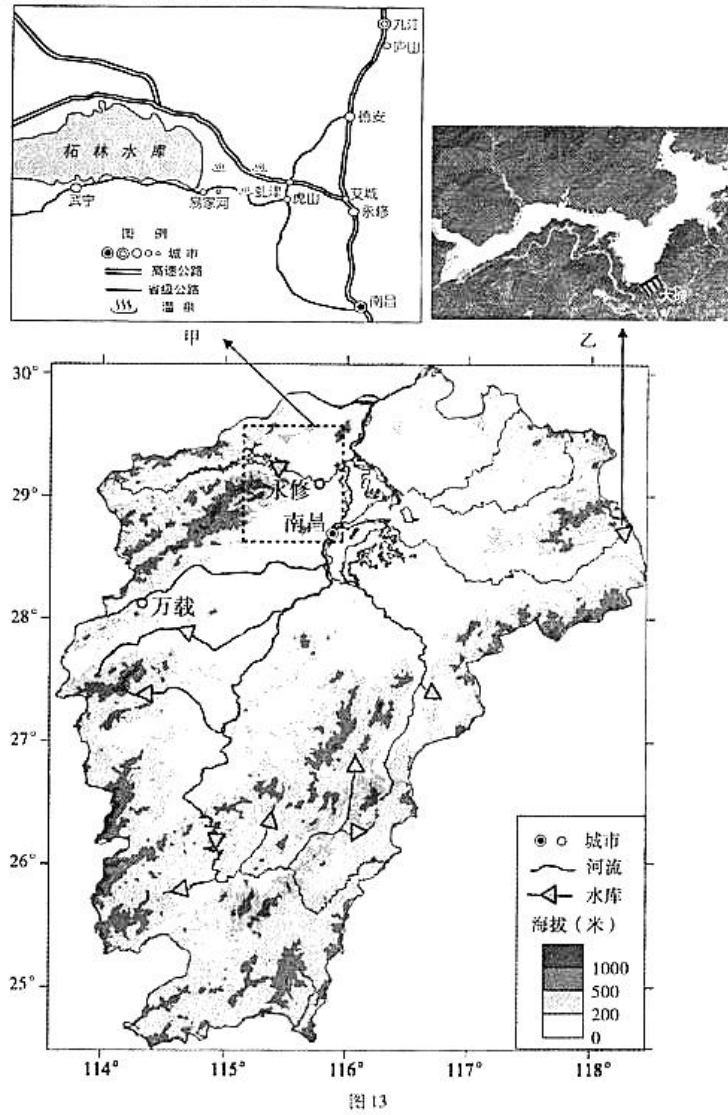 九江
庐山
德安
柘林水库
武宁
易家河
虬津
虎山
艾城
永修
南昌
图例
城市
高速公路
省级公路
温泉
大坝
甲
乙
30°
29°
28°
27°
26°
25°
永修
南昌
万载
城市
河流
水库
海拔（米）
1000
500
200
0
114°
115°
116°
117°
118°
图13